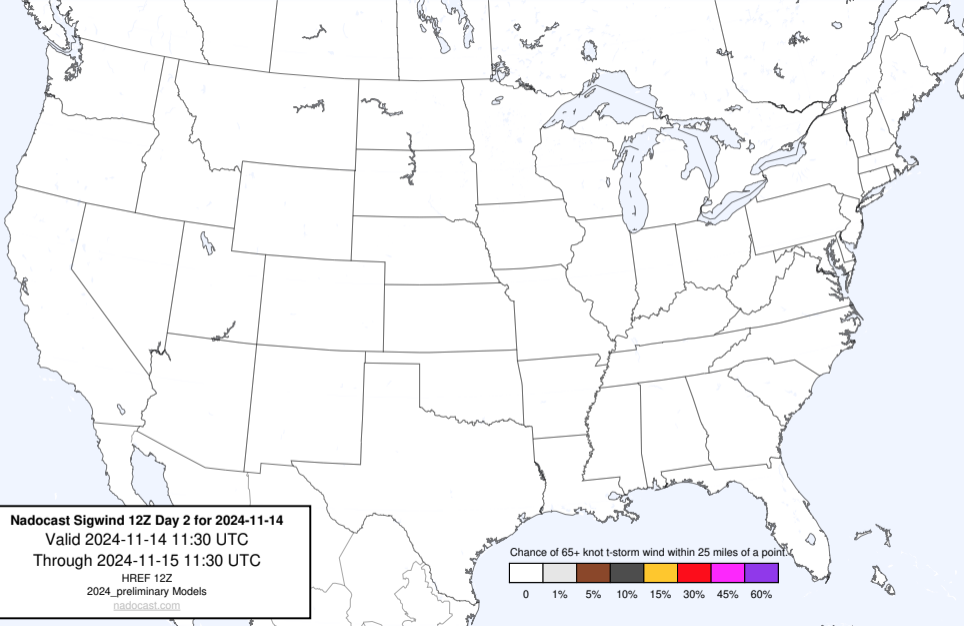 Nadocast Sigwind 12Z Day 2 for 2024-11-14
Valid 2024-11-14 11:30 UTC
Through 2024-11-15 11:30 UTC
HREF 12Z
2024_preliminary Models
nadocast.com
Chance of 65+ knot t-storm wind within 25 miles of a point.
0 1% 5% 10% 15% 30% 45% 60%